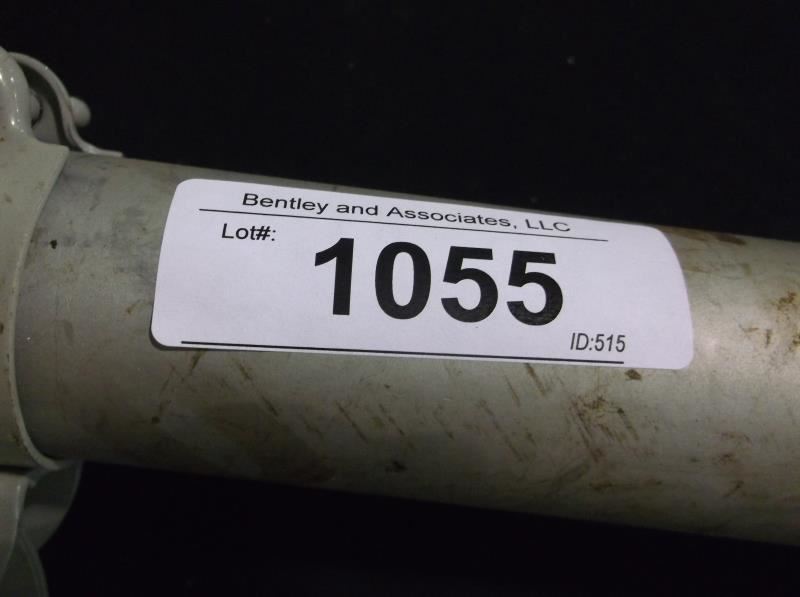 Bentley and Associates, LLC
Lot#:
1055
ID:515